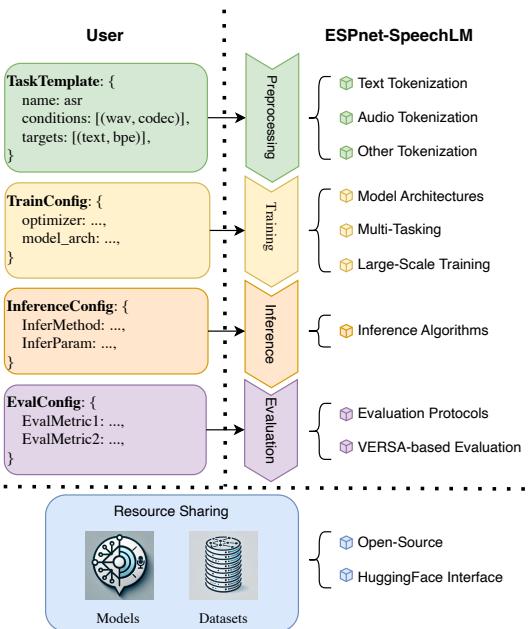 User
ESPnet-SpeechLM
TaskTemplate: {
name: asr
conditions: [(wav, codec)],
targets: [(text, bpe)],
}
Preprocessing
Text Tokenization
Audio Tokenization
Other Tokenization
TrainConfig: {
optimizer: ...,
model_arch: ...,
}
Training
Model Architectures
Multi-Tasking
Large-Scale Training
InferenceConfig: {
InferMethod: ...,
InferParam: ...,
}
Inference
Inference Algorithms
EvalConfig: {
EvalMetric1: ...,
EvalMetric2: ...,
}
Evaluation
Evaluation Protocols
VERSA-based Evaluation
Resource Sharing
Models
Datasets
Open-Source
HuggingFace Interface